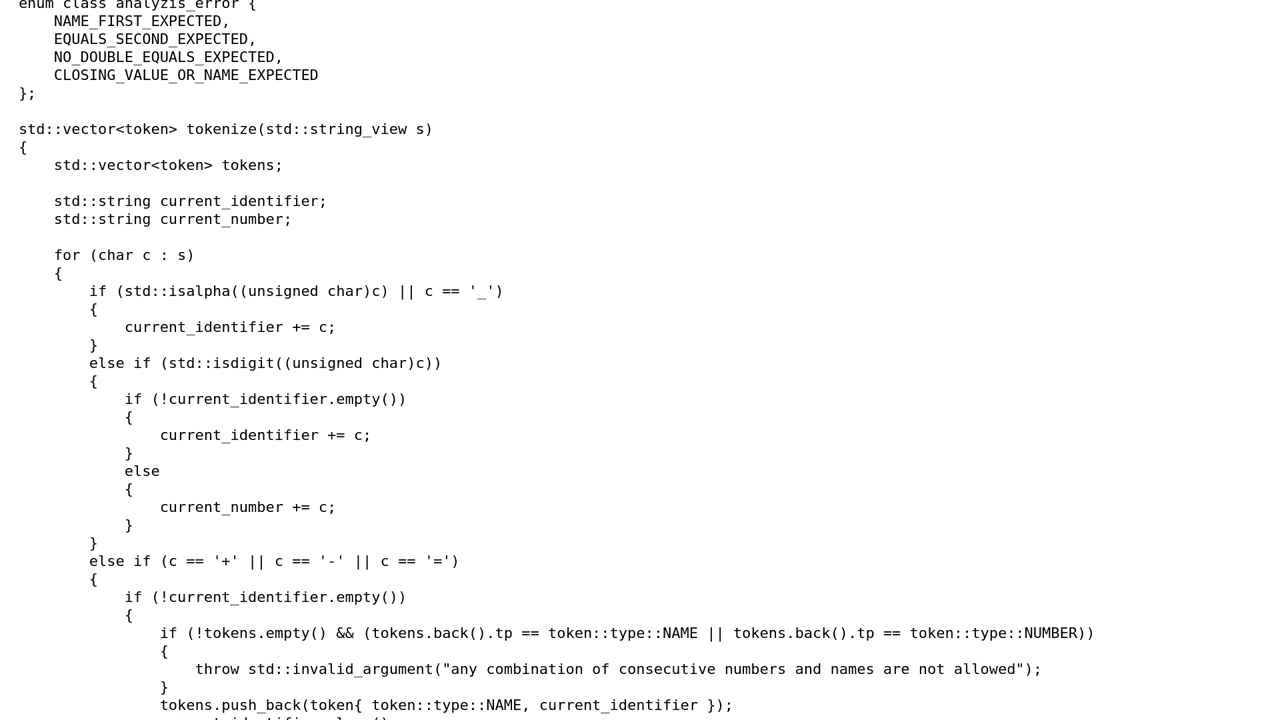 enum class analyzis_error {
    NAME_FIRST_EXPECTED,
    EQUALS_SECOND_EXPECTED,
    NO_DOUBLE_EQUALS_EXPECTED,
    CLOSING_VALUE_OR_NAME_EXPECTED
};

std::vector<token> tokenize(std::string_view s)
{
    std::vector<token> tokens;

    std::string current_identifier;
    std::string current_number;

    for (char c : s)
    {
        if (std::isalpha((unsigned char)c) || c == '_')
        {
            current_identifier += c;
        }
        else if (std::isdigit((unsigned char)c))
        {
            if (!current_identifier.empty())
            {
                current_identifier += c;
            }
            else
            {
                current_number += c;
            }
        }
        else if (c == '+' || c == '-' || c == '=')
        {
            if (!current_identifier.empty())
            {
                if (!tokens.empty() && (tokens.back().tp == token::type::NAME || tokens.back().tp == token::type::NUMBER))
                {
                    throw std::invalid_argument("any combination of consecutive numbers and names are not allowed");
                }
                tokens.push_back(token{ token::type::NAME, current_identifier });